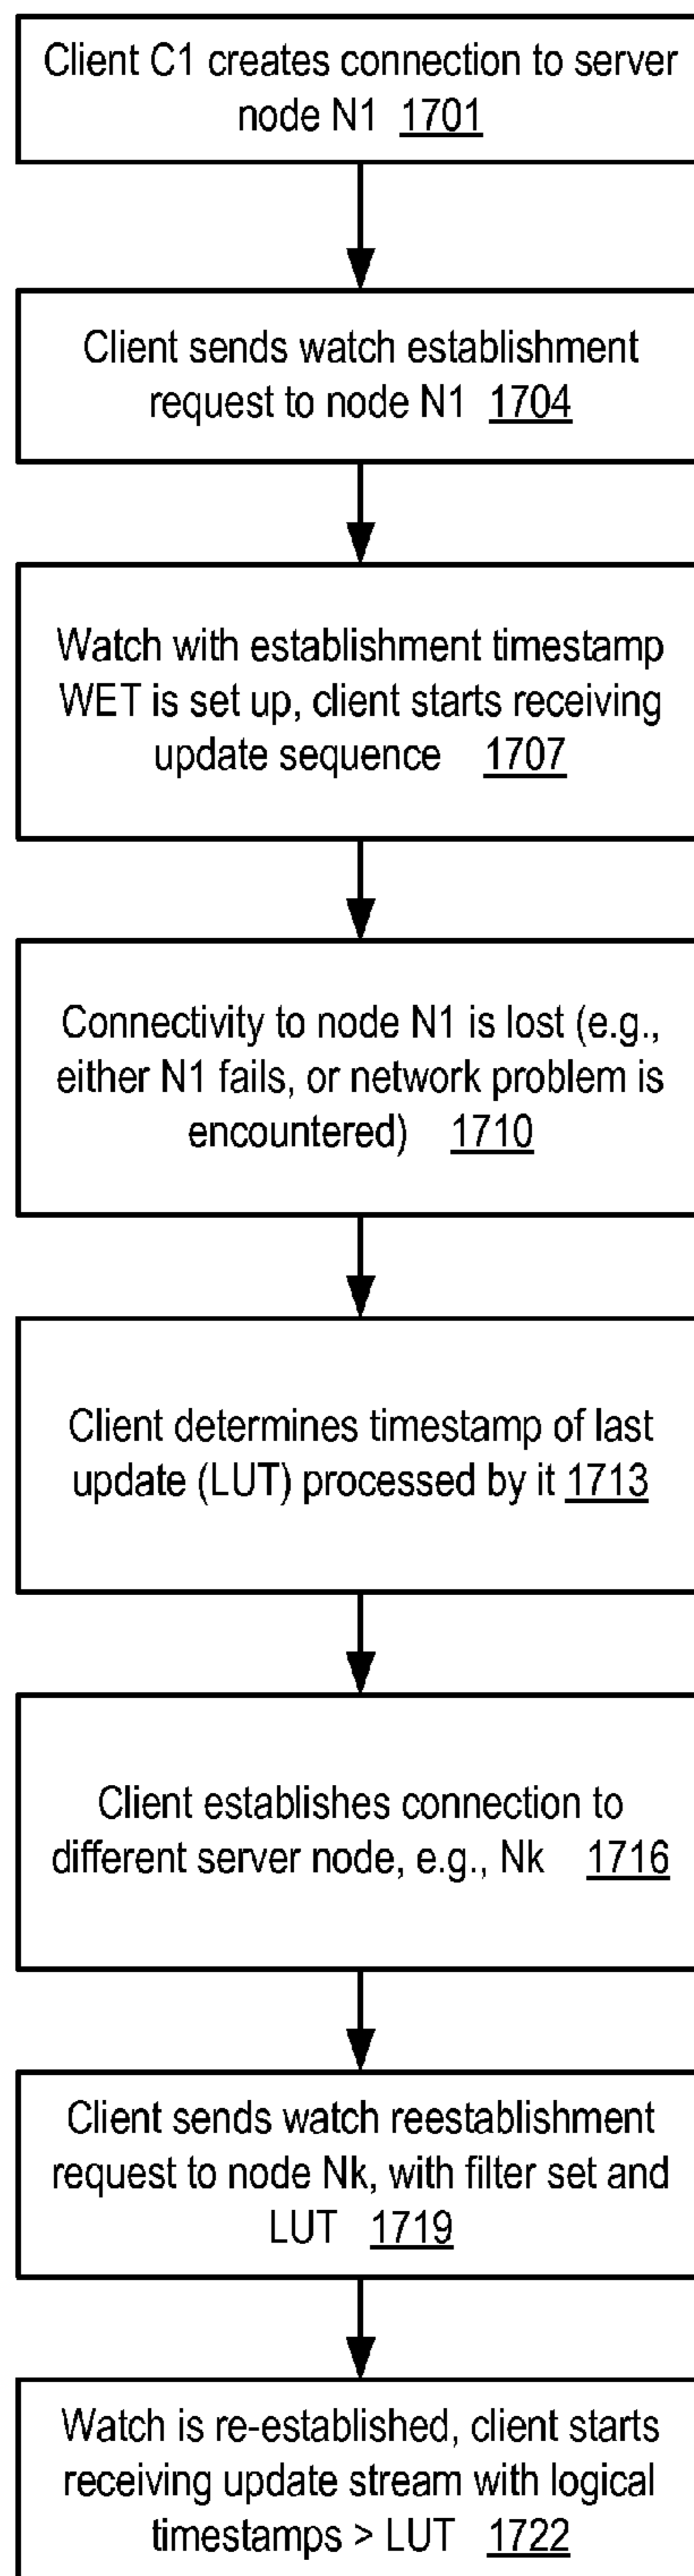 Client C1 creates connection to server
node N1 1701
Client sends watch establishment
request to node N1 1704
Watch with establishment timestamp
WET is set up, client starts receiving
update sequence 1707
Connectivity to node N1 is lost (e.g.,
either N1 fails, or network problem is
encountered) 1710
Client determines timestamp of last
update (LUT) processed by it 1713
Client establishes connection to
different server node, e.g., Nk 1716
Client sends watch reestablishment
request to node Nk, with filter set and
LUT 1719
Watch is re-established, client starts
receiving update stream with logical
timestamps > LUT 1722